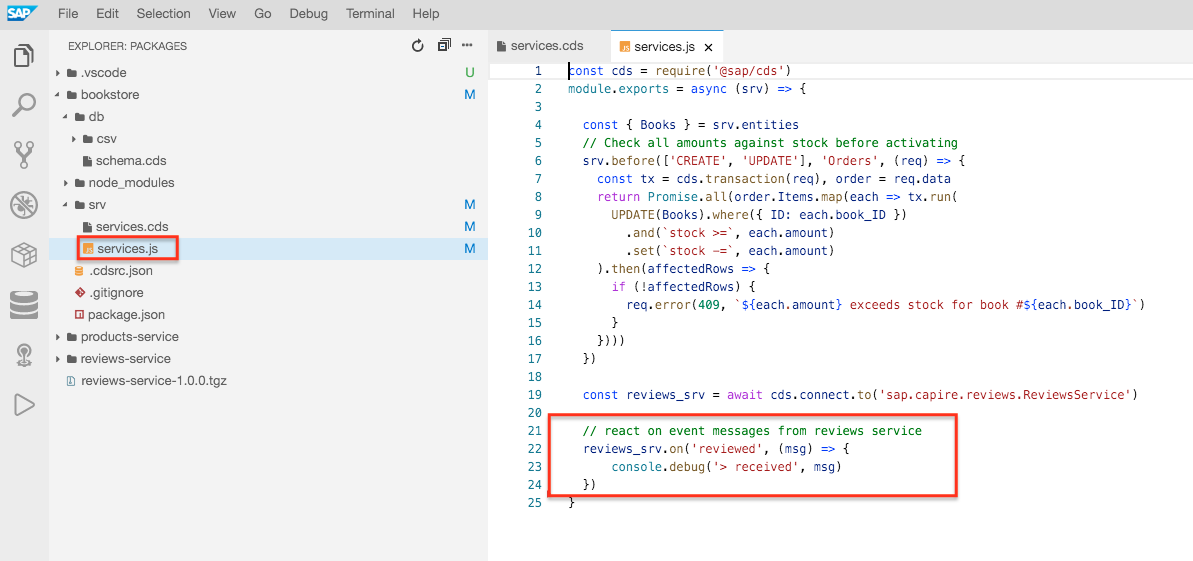 SAP File Edit Selection View Go Debug Terminal Help
EXPLORER: PACKAGES
.vscode U
bookstore M
db
csv
schema.cds
node_modules
srv M
services.cds M
JS services.js M
.cdsrc.json
.gitignore
package.json
products-service
reviews-service
reviews-service-1.0.0.tgz
services.cds JS services.js
1 const cds = require('@sap/cds')
2 module.exports = async (srv) => {
3
4 const { Books } = srv.entities
5 // Check all amounts against stock before activating
6 srv.before(['CREATE', 'UPDATE'], 'Orders', (req) => {
7 const tx = cds.transaction(req), order = req.data
8 return Promise.all(order.Items.map(each => tx.run(
9 UPDATE(Books).where({ ID: each.book_ID })
10 .and(`stock >=`, each.amount)
11 .set(`stock -=`, each.amount)
12 ).then(affectedRows => {
13 if (!affectedRows) {
14 req.error(409, `${each.amount} exceeds stock for book #${each.book_ID}`)
15 }
16 })))
17 })
18
19 const reviews_srv = await cds.connect.to('sap.capire.reviews.ReviewsService')
20
21 // react on event messages from reviews service
22 reviews_srv.on('reviewed', (msg) => {
23 console.debug('> received', msg)
24 })
25 }